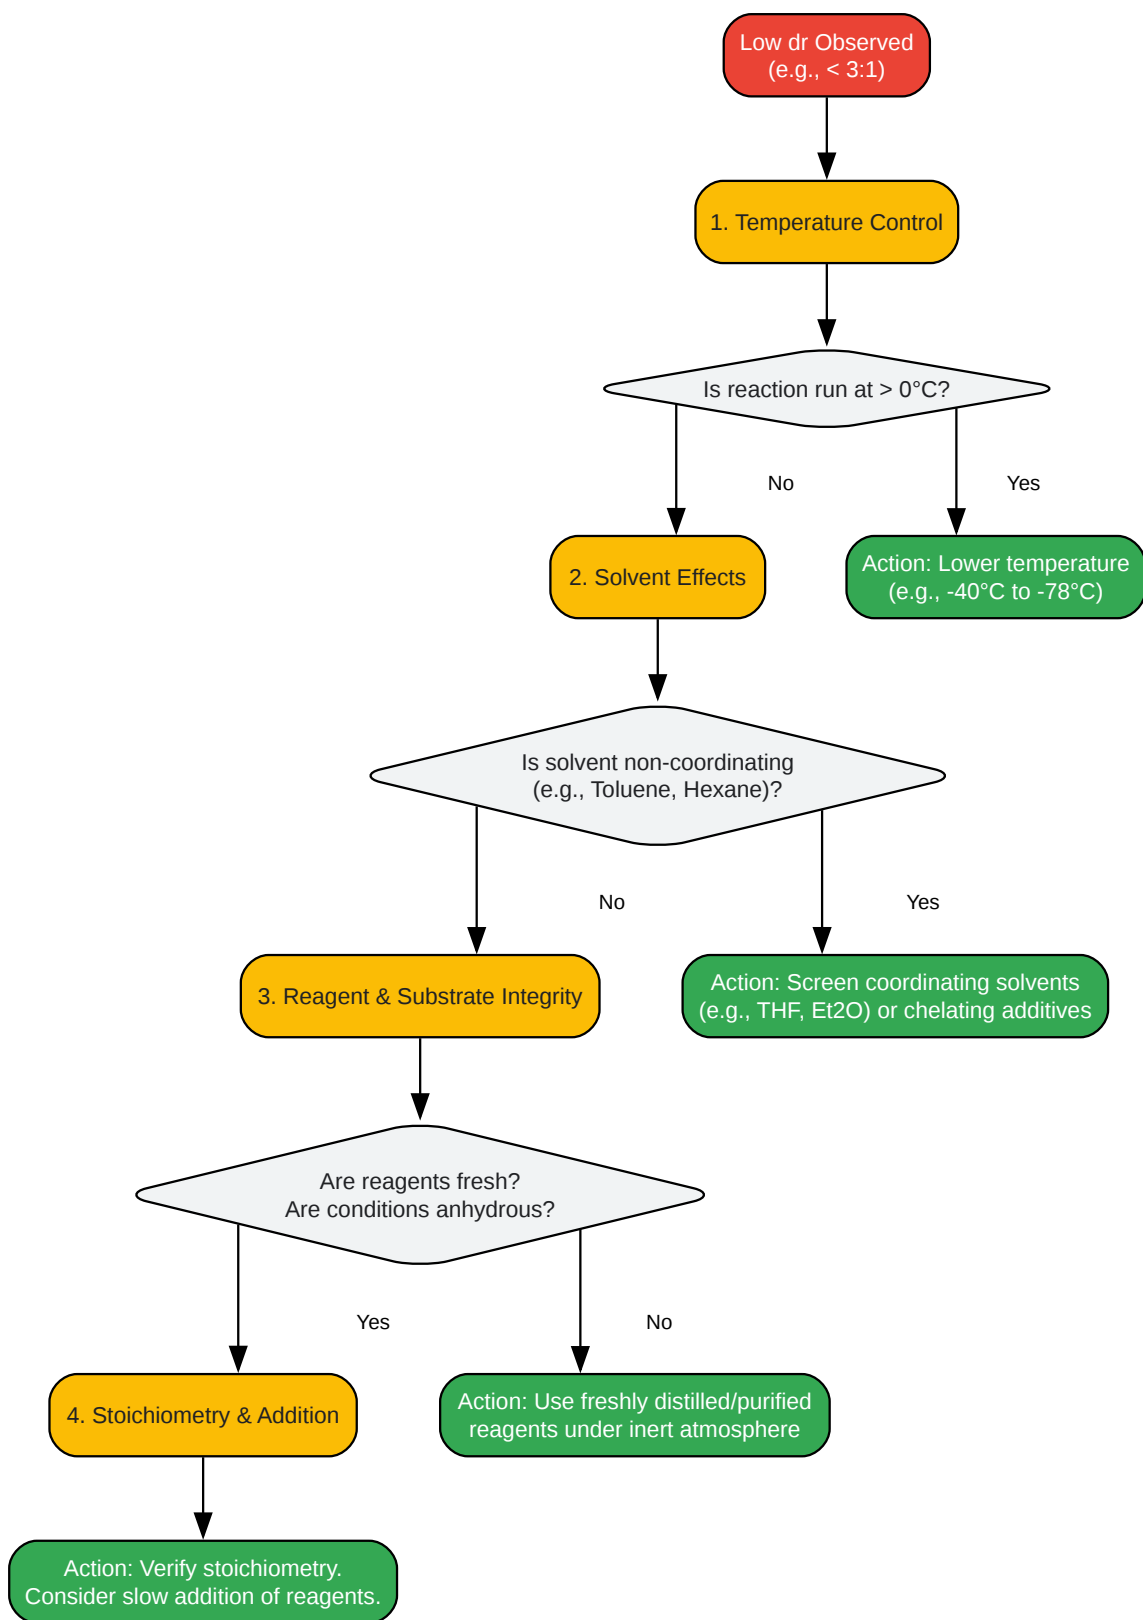 Low dr Observed
(e.g., < 3:1)
1. Temperature Control
Is reaction run at > 0°C?
No
Yes
2. Solvent Effects
Action: Lower temperature
(e.g., -40°C to -78°C)
Is solvent non-coordinating
(e.g., Toluene, Hexane)?
No
Yes
3. Reagent & Substrate Integrity
Action: Screen coordinating solvents
(e.g., THF, Et2O) or chelating additives
Are reagents fresh?
Are conditions anhydrous?
Yes
No
4. Stoichiometry & Addition
Action: Use freshly distilled/purified
reagents under inert atmosphere
Action: Verify stoichiometry.
Consider slow addition of reagents.